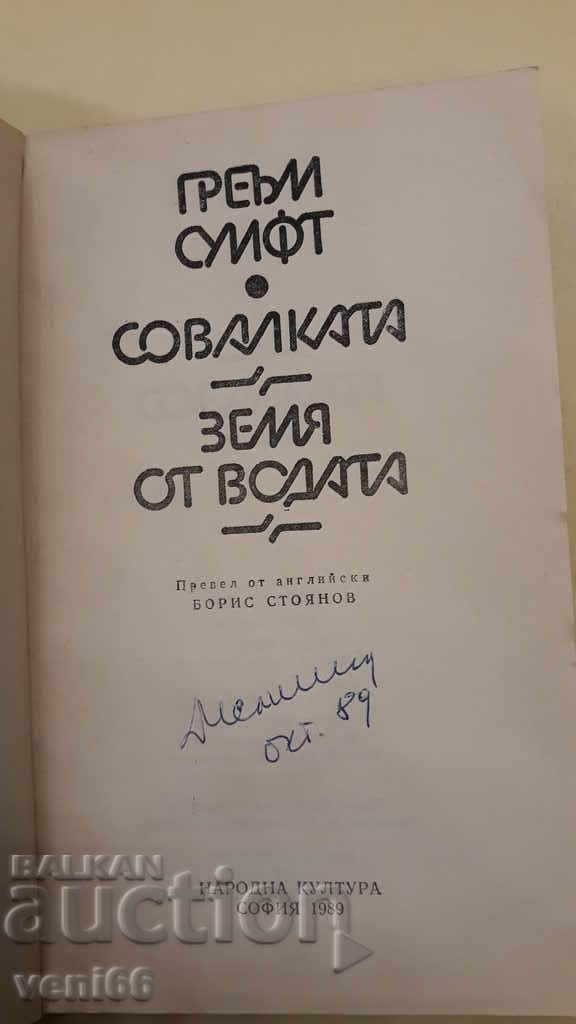 ГРЕЪМ
СУИФТ
СОВАЛКАТА
ЗЕМЯ
ОТ ВОДАТА
Превел от английски
БОРИС СТОЯНОВ
окт. 89
НАРОДНА КУЛТУРА
СОФИЯ 1989
BALKAN
auction
veni66